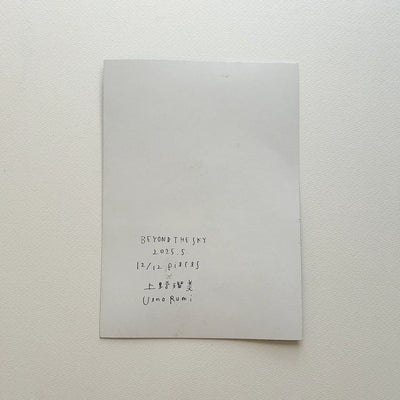 BEYOND THE SKY
2025.5
12/12 pieces
上野瑠美
Ueno Rumi